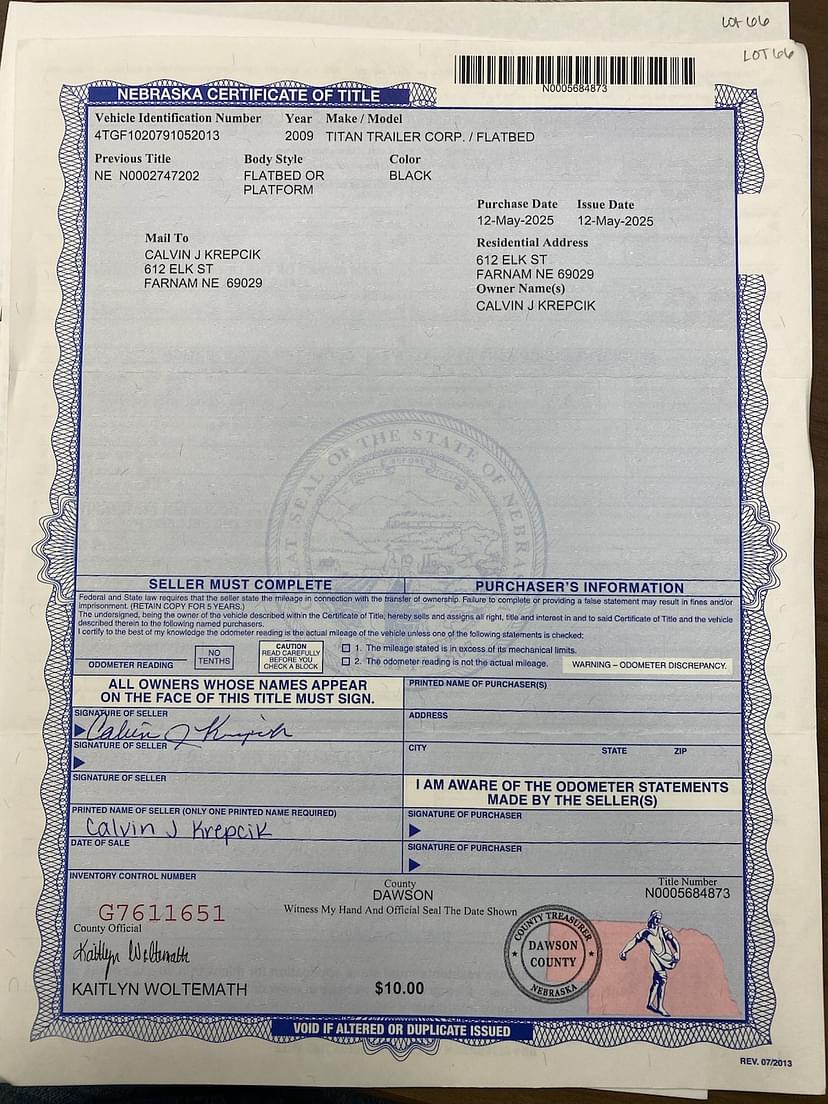 Lot 66
LOT 66
N0005684873
NEBRASKA CERTIFICATE OF TITLE
Vehicle Identification Number Year Make / Model
4TGF1020791052013 2009 TITAN TRAILER CORP. / FLATBED
Previous Title Body Style Color
NE N0002747202 FLATBED OR BLACK
PLATFORM
Purchase Date Issue Date
12-May-2025 12-May-2025
Mail To
CALVIN J KREPCIK
612 ELK ST
FARNAM NE 69029
Residential Address
612 ELK ST
FARNAM NE 69029
Owner Name(s)
CALVIN J KREPCIK
SEAL OF THE STATE OF NEBRA
SELLER MUST COMPLETE PURCHASER'S INFORMATION
Federal and State law requires that the seller state the mileage in connection with the transfer of ownership. Failure to complete or providing a false statement may result in fines and/or
imprisonment. (RETAIN COPY FOR 5 YEARS.)
The undersigned, being the owner of the vehicle described within the Certificate of Title, hereby sells and assigns all right, title and interest in and to said Certificate of Title and the vehicle
described therein to the following named purchasers.
I certify to the best of my knowledge the odometer reading is the actual mileage of the vehicle unless one of the following statements is checked:
ODOMETER READING
NO
TENTHS
CAUTION
READ CAREFULLY
BEFORE YOU
CHECK A BLOCK
1. The mileage stated is in excess of its mechanical limits.
2. The odometer reading is not the actual mileage.
WARNING – ODOMETER DISCREPANCY.
ALL OWNERS WHOSE NAMES APPEAR
ON THE FACE OF THIS TITLE MUST SIGN.
SIGNATURE OF SELLER
Calvin J Krepcik
SIGNATURE OF SELLER
SIGNATURE OF SELLER
PRINTED NAME OF SELLER (ONLY ONE PRINTED NAME REQUIRED)
Calvin J Krepcik
DATE OF SALE
PRINTED NAME OF PURCHASER(S)
ADDRESS
CITY STATE ZIP
I AM AWARE OF THE ODOMETER STATEMENTS
MADE BY THE SELLER(S)
SIGNATURE OF PURCHASER
SIGNATURE OF PURCHASER
INVENTORY CONTROL NUMBER
G7611651
County
DAWSON
Witness My Hand And Official Seal The Date Shown
Title Number
N0005684873
County Official
Kaitlyn Woltemath
KAITLYN WOLTEMATH
$10.00
COUNTY TREASURER
DAWSON
COUNTY
NEBRASKA
VOID IF ALTERED OR DUPLICATE ISSUED
REV. 07/2013